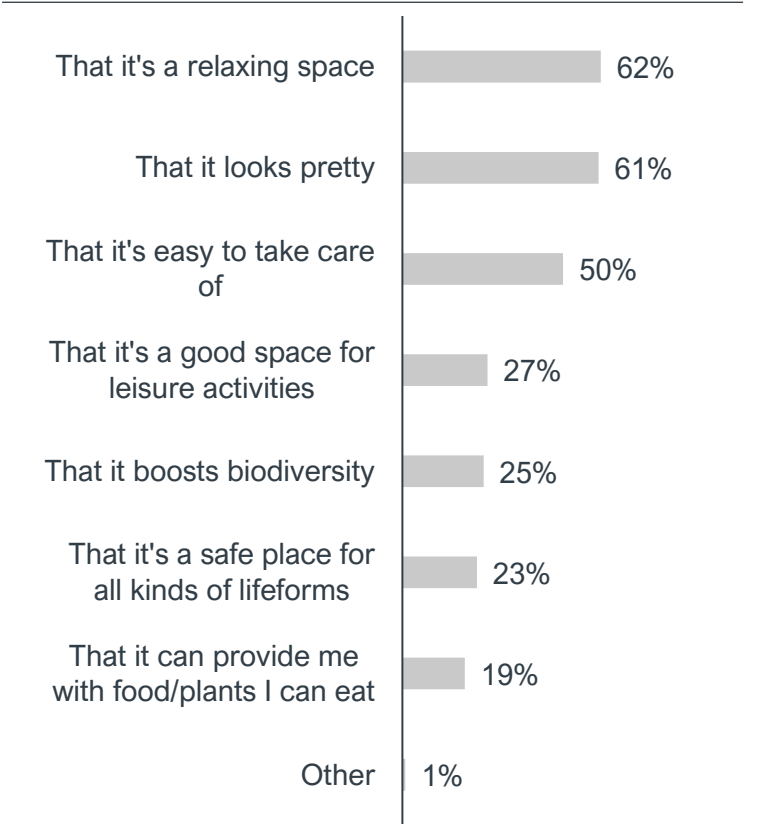 That it's a relaxing space
62%
That it looks pretty
61%
That it's easy to take care
of
50%
That it's a good space for
leisure activities
27%
That it boosts biodiversity
25%
That it's a safe place for
all kinds of lifeforms
23%
That it can provide me
with food/plants I can eat
19%
Other
1%